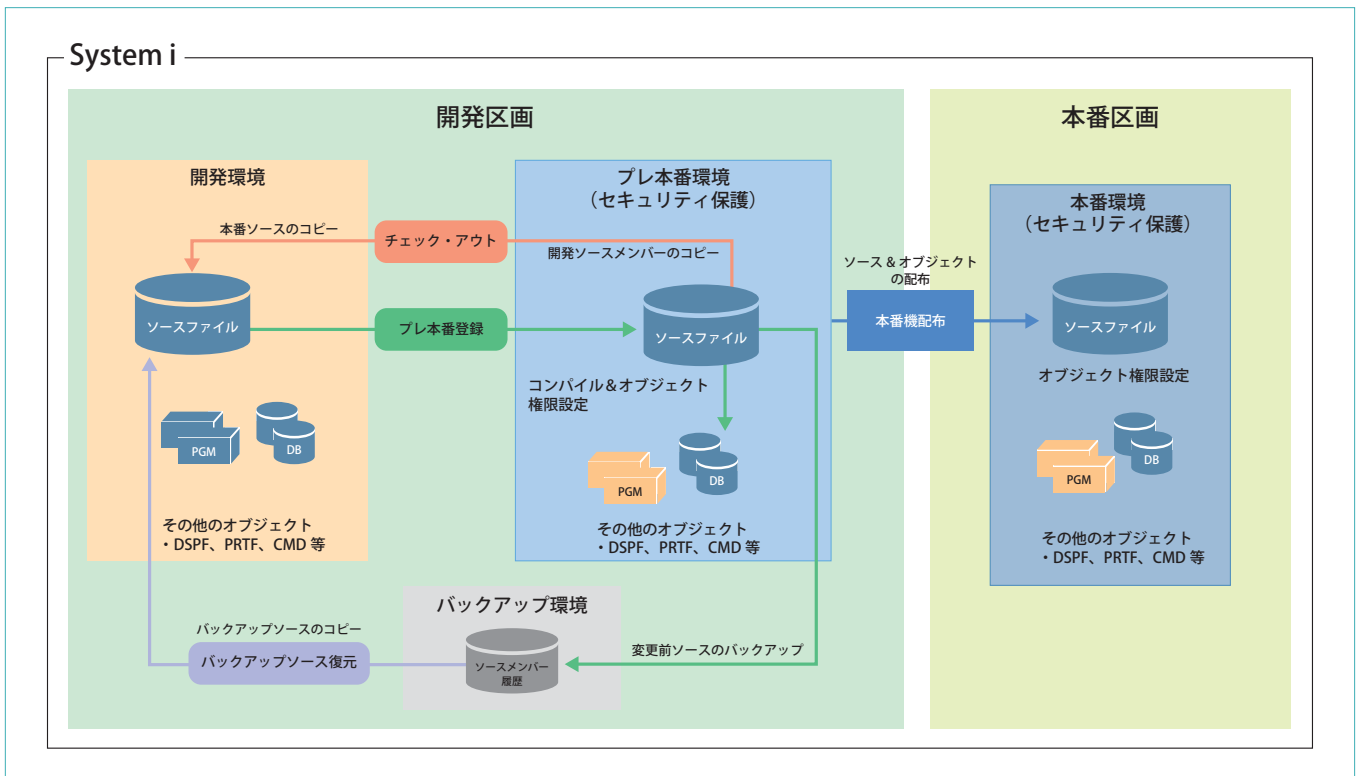 System i
開発区画
本番区画
開発環境
プレ本番環境
（セキュリティ保護）
本番環境
（セキュリティ保護）
本番ソースのコピー
チェック・アウト
開発ソースメンバーのコピー
ソース & オブジェクト
の配布
ソースファイル
プレ本番登録
ソースファイル
本番機配布
ソースファイル
コンパイル＆オブジェクト
権限設定
オブジェクト権限設定
PGM
DB
PGM
DB
PGM
DB
その他のオブジェクト
・DSPF、PRTF、CMD 等
その他のオブジェクト
・DSPF、PRTF、CMD 等
その他のオブジェクト
・DSPF、PRTF、CMD 等
バックアップ環境
バックアップソースのコピー
バックアップソース復元
ソースメンバー
履歴
変更前ソースのバックアップ